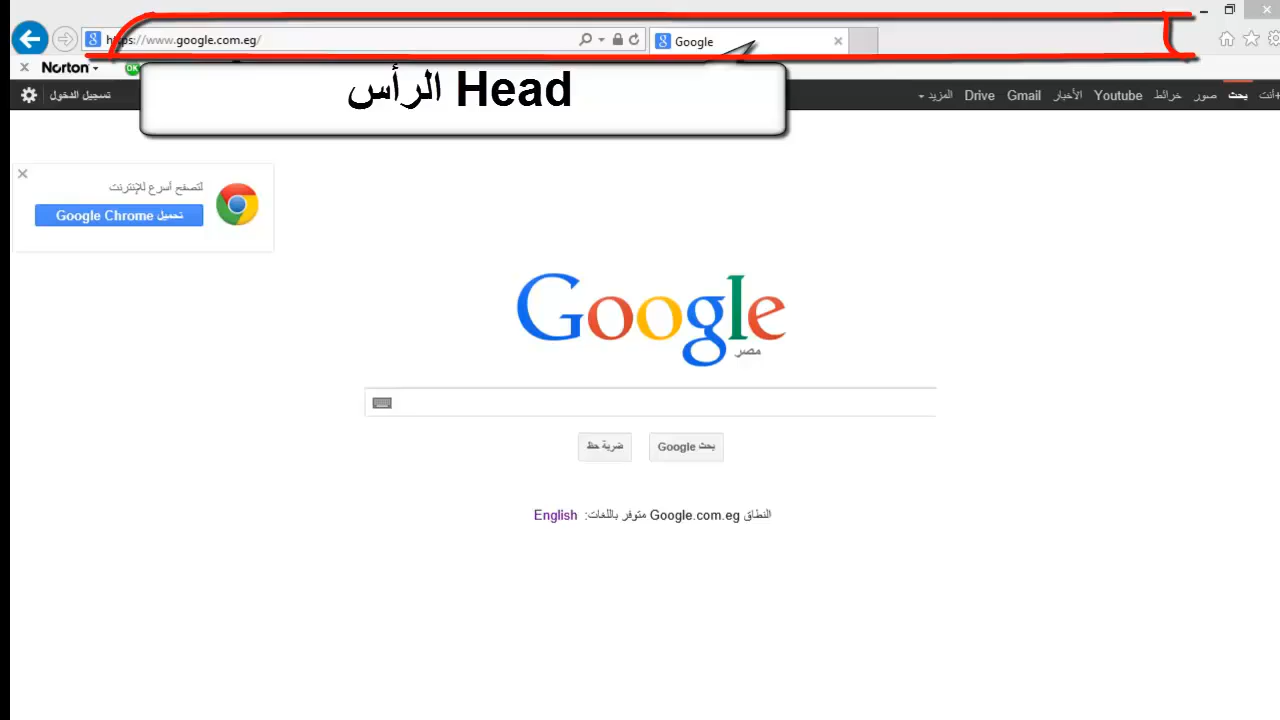 https://www.google.com.eg/
Google
Norton
OK
الرأس Head
تسجيل الدخول
+أنت بحث صور خرائط Youtube الأخبار Gmail Drive المزيد
لتصفح أسرع للإنترنت
تحميل Google Chrome
Google
مصر
بحث Google ضربة حظ
النطاق Google.com.eg متوفر باللغات: English